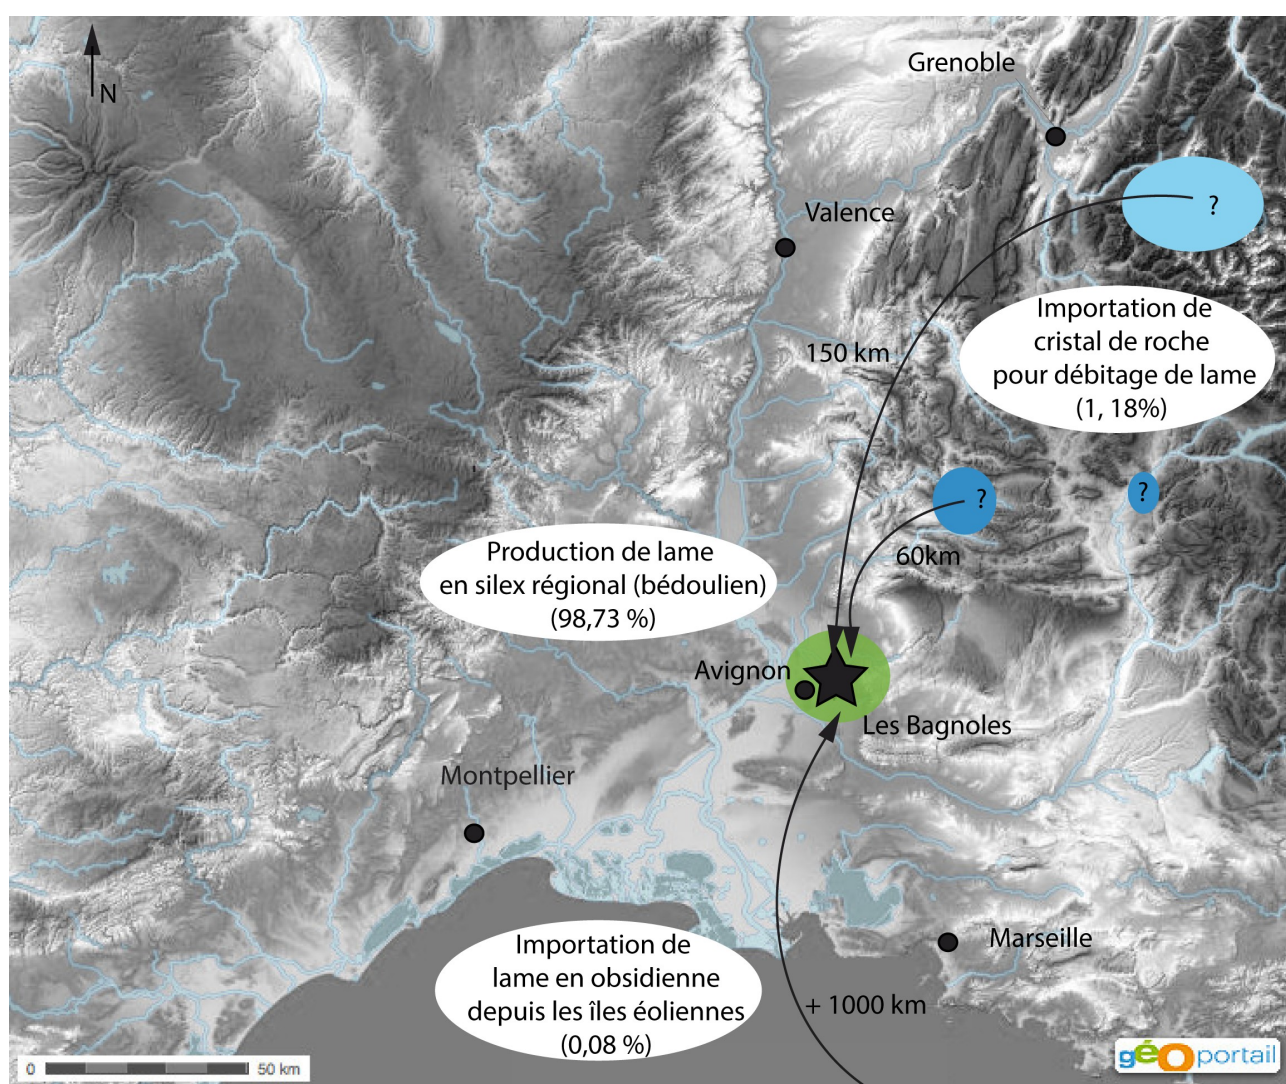 N
Grenoble
?
Valence
Importation de
cristal de roche
pour débitage de lame
(1, 18%)
150 km
?
?
60km
Production de lame
en silex régional (bédoulien)
(98,73 %)
Avignon
Les Bagnoles
Montpellier
Marseille
Importation de
lame en obsidienne
depuis les îles éoliennes
(0,08 %)
+ 1000 km
géoportail
0 50 km